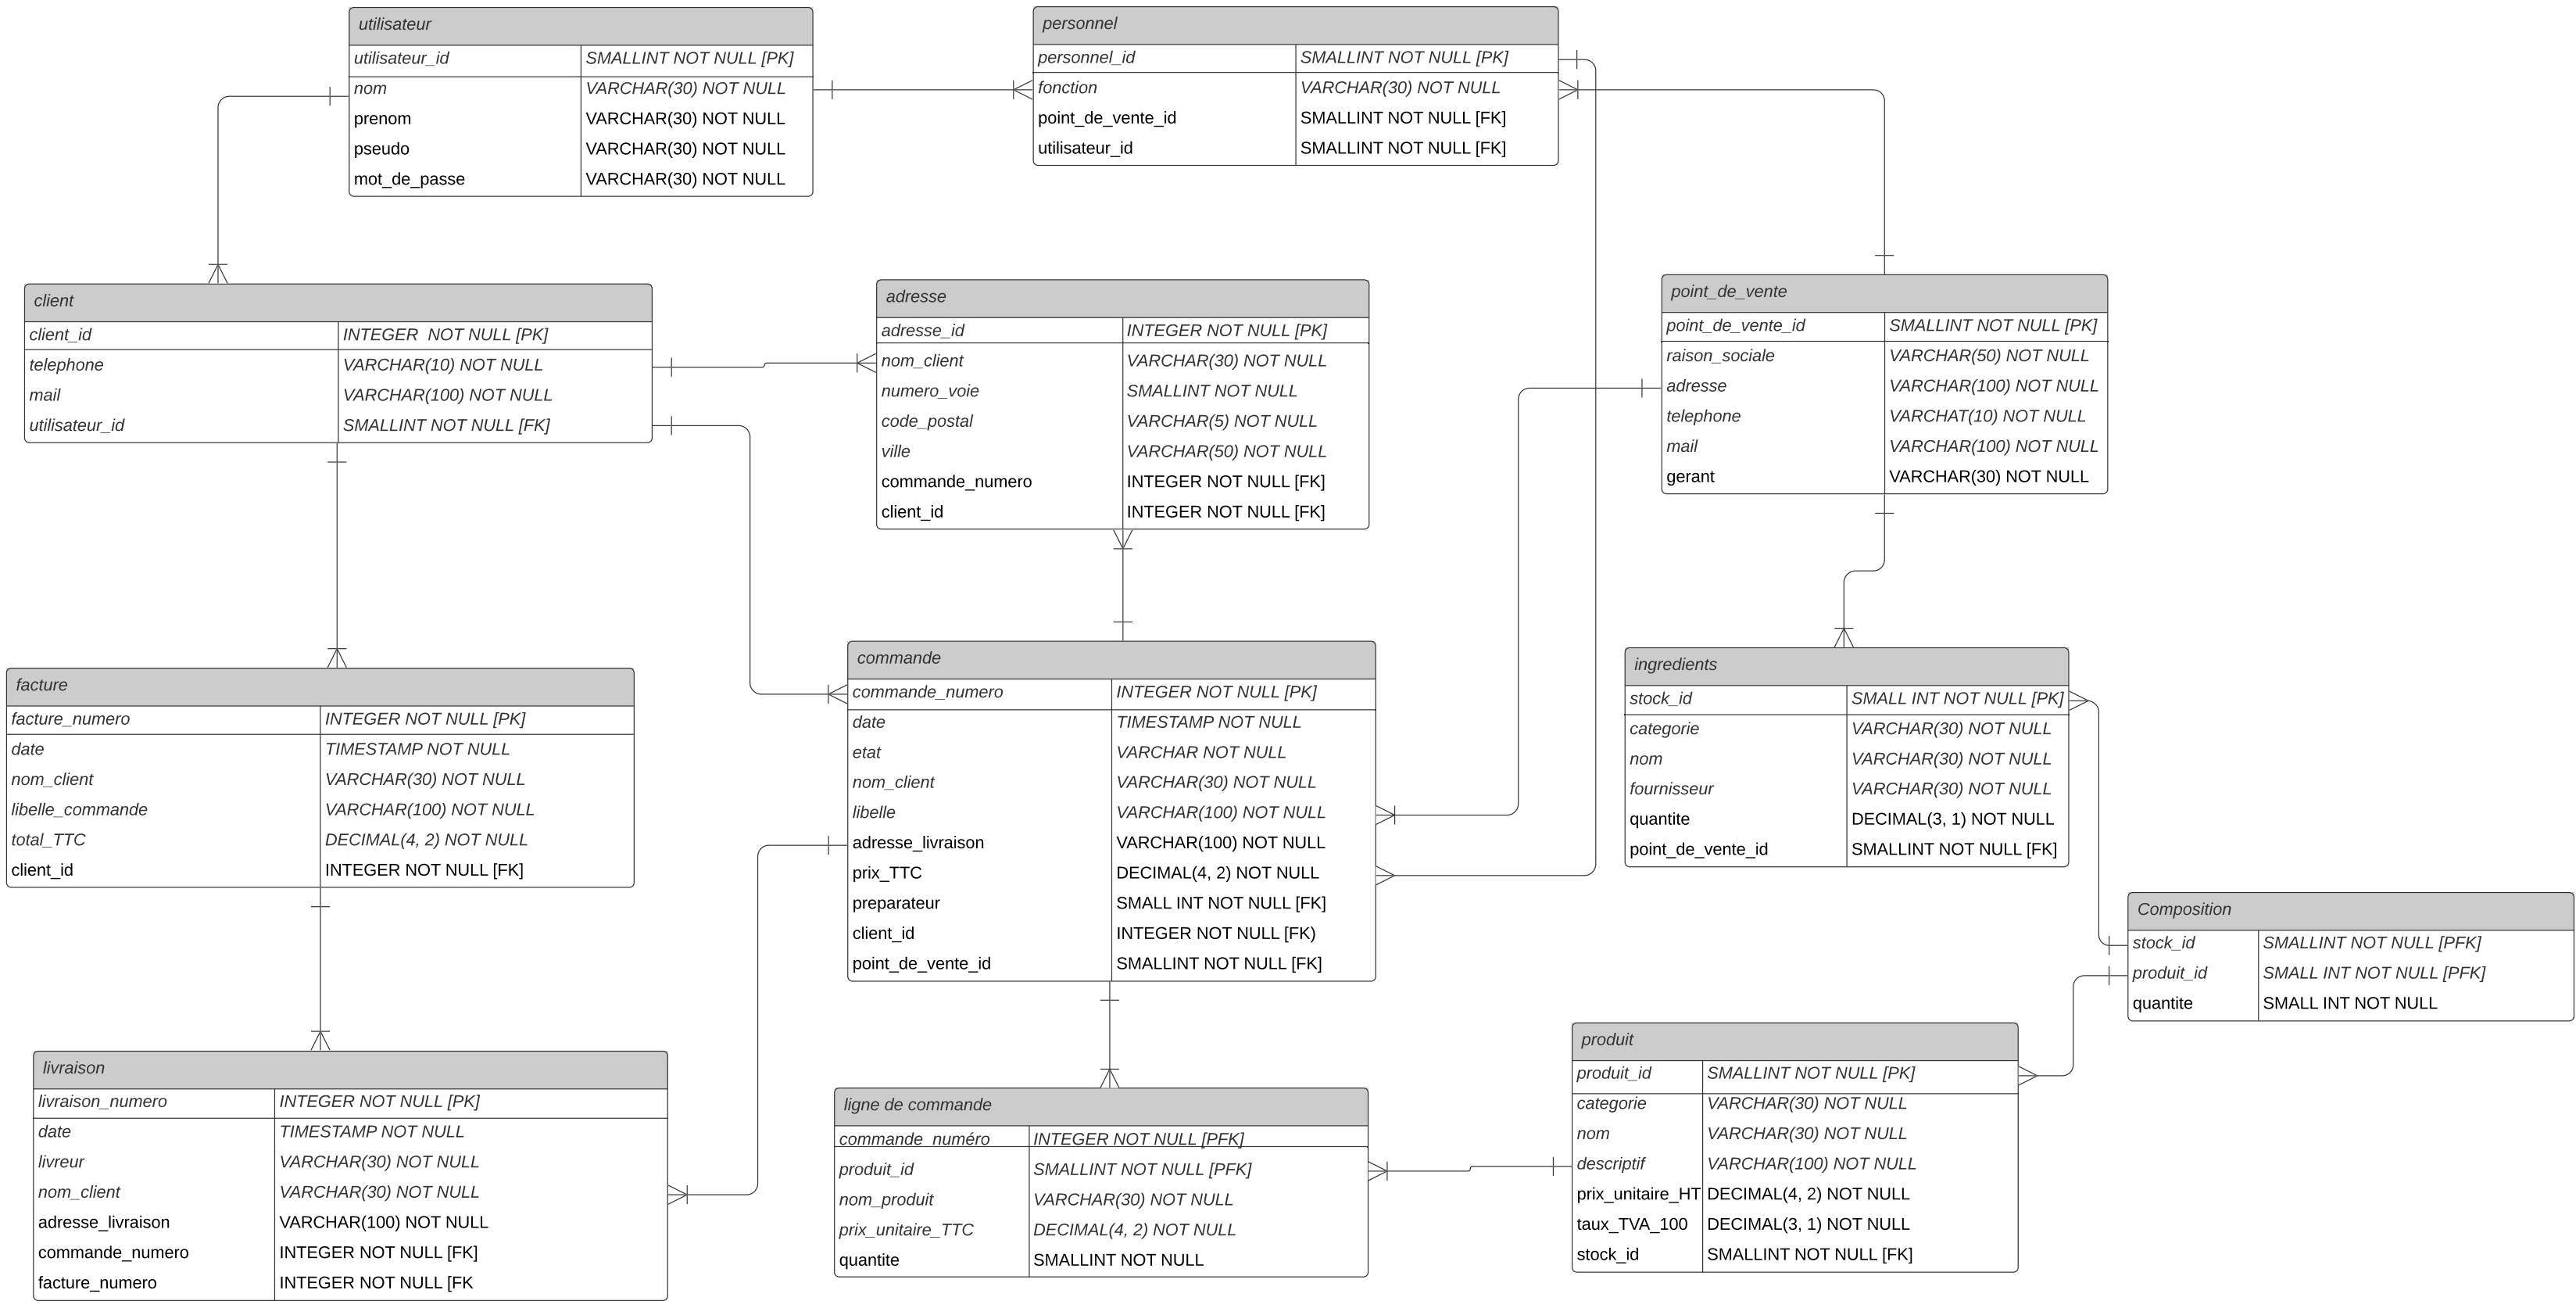 utilisateur
utilisateur_id SMALLINT NOT NULL [PK]
nom VARCHAR(30) NOT NULL
prenom VARCHAR(30) NOT NULL
pseudo VARCHAR(30) NOT NULL
mot_de_passe VARCHAR(30) NOT NULL
personnel
personnel_id SMALLINT NOT NULL [PK]
fonction VARCHAR(30) NOT NULL
point_de_vente_id SMALLINT NOT NULL [FK]
utilisateur_id SMALLINT NOT NULL [FK]
client
client_id INTEGER  NOT NULL [PK]
telephone VARCHAR(10) NOT NULL
mail VARCHAR(100) NOT NULL
utilisateur_id SMALLINT NOT NULL [FK]
adresse
adresse_id INTEGER NOT NULL [PK]
nom_client VARCHAR(30) NOT NULL
numero_voie SMALLINT NOT NULL
code_postal VARCHAR(5) NOT NULL
ville VARCHAR(50) NOT NULL
commande_numero INTEGER NOT NULL [FK]
client_id INTEGER NOT NULL [FK]
point_de_vente
point_de_vente_id SMALLINT NOT NULL [PK]
raison_sociale VARCHAR(50) NOT NULL
adresse VARCHAR(100) NOT NULL
telephone VARCHAT(10) NOT NULL
mail VARCHAR(100) NOT NULL
gerant VARCHAR(30) NOT NULL
facture
facture_numero INTEGER NOT NULL [PK]
date TIMESTAMP NOT NULL
nom_client VARCHAR(30) NOT NULL
libelle_commande VARCHAR(100) NOT NULL
total_TTC DECIMAL(4, 2) NOT NULL
client_id INTEGER NOT NULL [FK]
commande
commande_numero INTEGER NOT NULL [PK]
date TIMESTAMP NOT NULL
etat VARCHAR NOT NULL
nom_client VARCHAR(30) NOT NULL
libelle VARCHAR(100) NOT NULL
adresse_livraison VARCHAR(100) NOT NULL
prix_TTC DECIMAL(4, 2) NOT NULL
preparateur SMALL INT NOT NULL [FK]
client_id INTEGER NOT NULL [FK)
point_de_vente_id SMALLINT NOT NULL [FK]
ingredients
stock_id SMALL INT NOT NULL [PK]
categorie VARCHAR(30) NOT NULL
nom VARCHAR(30) NOT NULL
fournisseur VARCHAR(30) NOT NULL
quantite DECIMAL(3, 1) NOT NULL
point_de_vente_id SMALLINT NOT NULL [FK]
Composition
stock_id SMALLINT NOT NULL [PFK]
produit_id SMALL INT NOT NULL [PFK]
quantite SMALL INT NOT NULL
livraison
livraison_numero INTEGER NOT NULL [PK]
date TIMESTAMP NOT NULL
livreur VARCHAR(30) NOT NULL
nom_client VARCHAR(30) NOT NULL
adresse_livraison VARCHAR(100) NOT NULL
commande_numero INTEGER NOT NULL [FK]
facture_numero INTEGER NOT NULL [FK
ligne de commande
commande_numéro INTEGER NOT NULL [PFK]
produit_id SMALLINT NOT NULL [PFK]
nom_produit VARCHAR(30) NOT NULL
prix_unitaire_TTC DECIMAL(4, 2) NOT NULL
quantite SMALLINT NOT NULL
produit
produit_id SMALLINT NOT NULL [PK]
categorie VARCHAR(30) NOT NULL
nom VARCHAR(30) NOT NULL
descriptif VARCHAR(100) NOT NULL
prix_unitaire_HT DECIMAL(4, 2) NOT NULL
taux_TVA_100 DECIMAL(3, 1) NOT NULL
stock_id SMALLINT NOT NULL [FK]